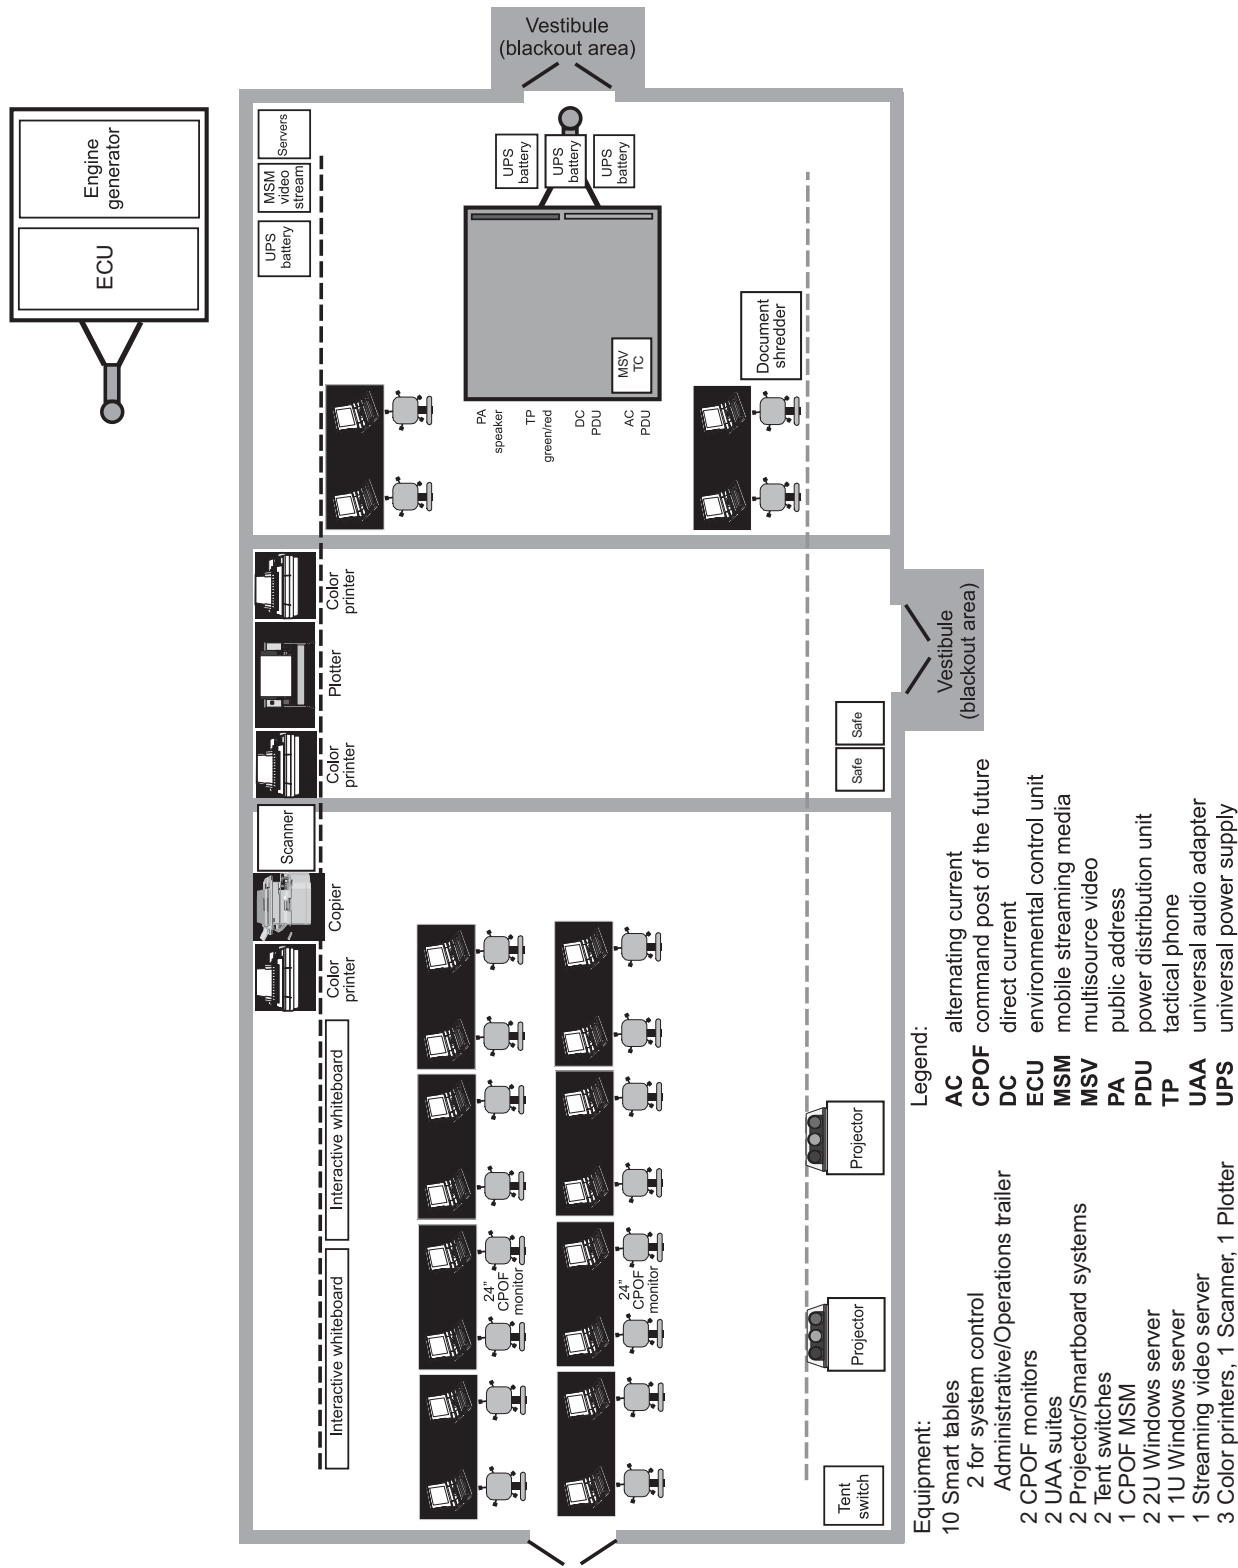 Vestibule
(blackout area)
Engine
generator
ECU
Servers
MSM
video
stream
UPS
battery
UPS
battery
UPS
battery
UPS
battery
MSV
TC
Document
shredder
PA
speaker
TP
green/red
DC
PDU
AC
PDU
Color
printer
Plotter
Color
printer
Vestibule
(blackout area)
Safe
Safe
Scanner
Copier
Color
printer
Interactive whiteboard
Interactive whiteboard
24”
CPOF
monitor
24”
CPOF
monitor
Projector
Projector
Tent
switch
Equipment:
10 Smart tables
2 for system control
Administrative/Operations trailer
2 CPOF monitors
2 UAA suites
2 Projector/Smartboard systems
2 Tent switches
1 CPOF MSM
2 2U Windows server
1 1U Windows server
1 Streaming video server
3 Color printers, 1 Scanner, 1 Plotter
Legend:
AC alternating current
CPOF command post of the future
DC direct current
ECU environmental control unit
MSM mobile streaming media
MSV multisource video
PA public address
PDU power distribution unit
TP tactical phone
UAA universal audio adapter
UPS universal power supply